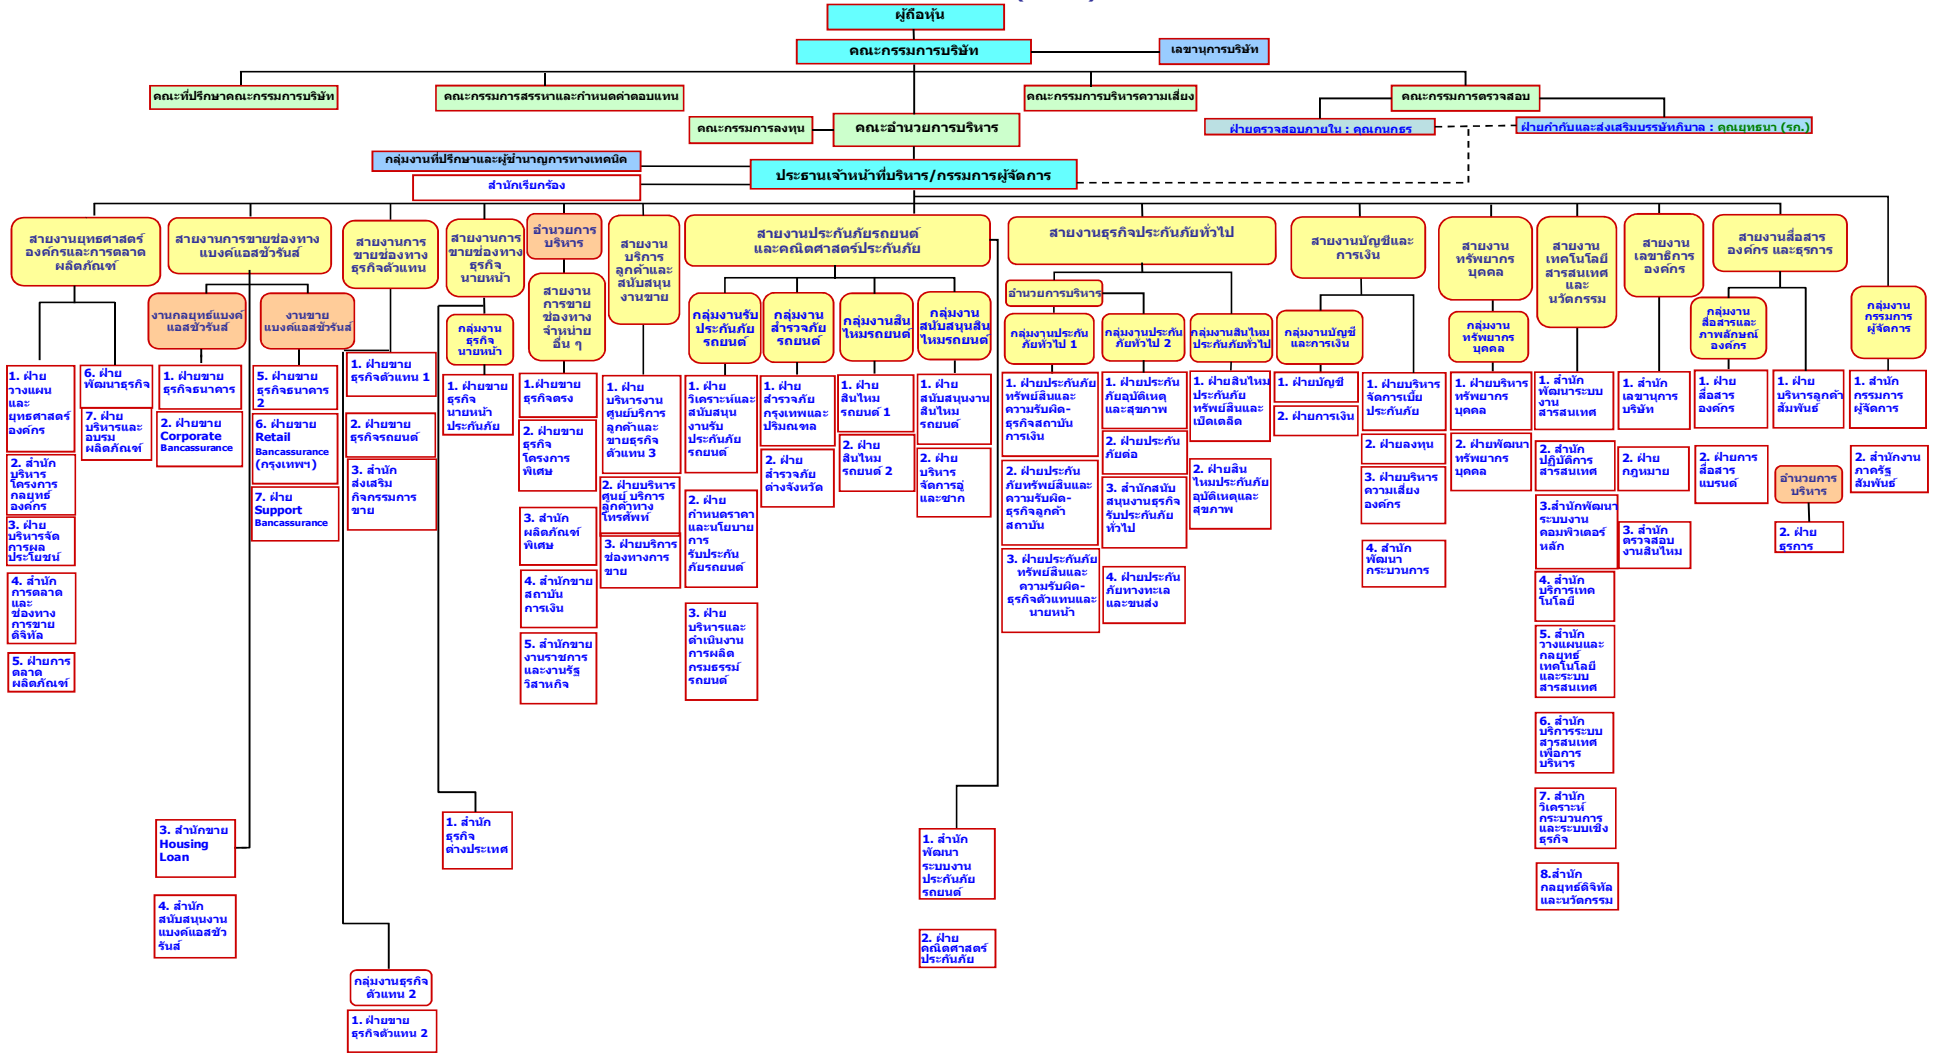 ผู้ถือหุ้น
คณะกรรมการบริษัท
เลขานุการบริษัท
คณะที่ปรึกษาคณะกรรมการบริษัท
คณะกรรมการสรรหาและกำหนดค่าตอบแทน
คณะกรรมการบริหารความเสี่ยง
คณะกรรมการตรวจสอบ
คณะกรรมการลงทุน
คณะอำนวยการบริหาร
ฝ่ายตรวจสอบภายใน : คุณกนกธร
ฝ่ายกำกับและส่งเสริมบรรษัทภิบาล : คุณยุทธนา (รก.)
กลุ่มงานที่ปรึกษาและผู้ชำนาญการทางเทคนิค
สำนักเรียกร้อง
ประธานเจ้าหน้าที่บริหาร/กรรมการผู้จัดการ
สายงานยุทธศาสตร์
องค์กรและการตลาด
ผลิตภัณฑ์
1. ฝ่าย
วางแผน
และ
ยุทธศาสตร์
องค์กร
2. สำนัก
บริหาร
โครงการ
กลยุทธ์
องค์กร
3. ฝ่าย
บริหารจัด
การผล
ประโยชน์
4. สำนัก
การตลาด
และ
ช่องทาง
การขาย
ดิจิทัล
5. ฝ่ายการ
ตลาด
ผลิตภัณฑ์
6. ฝ่าย
พัฒนาธุรกิจ
7. ฝ่าย
บริหารและ
อบรม
ผลิตภัณฑ์
สายงานการขายช่องทาง
แบงค์แอสชัวรันส์
งานกลยุทธ์แบงค์
แอสชัวรันส์
1. ฝ่ายขาย
ธุรกิจธนาคาร
2. ฝ่ายขาย
Corporate
Bancassurance
3. สำนักขาย
Housing
Loan
4. สำนัก
สนับสนุนงาน
แบงค์แอสชัว
รันส์
งานขาย
แบงค์แอสชัวรันส์
5. ฝ่ายขาย
ธุรกิจธนาคาร
2
6. ฝ่ายขาย
Retail
Bancassurance
(กรุงเทพฯ)
7. ฝ่าย
Support
Bancassurance
สายงานการ
ขายช่องทาง
ธุรกิจตัวแทน
1. ฝ่ายขาย
ธุรกิจตัวแทน 1
2. ฝ่ายขาย
ธุรกิจรถยนต์
3. สำนัก
ส่งเสริม
กิจกรรมการ
ขาย
กลุ่มงานธุรกิจ
ตัวแทน 2
1. ฝ่ายขาย
ธุรกิจตัวแทน 2
สายงานการ
ขายช่องทาง
ธุรกิจ
นายหน้า
กลุ่มงาน
ธุรกิจ
นายหน้า
1. ฝ่ายขาย
ธุรกิจ
นายหน้า
ประกันภัย
1. สำนัก
ธุรกิจ
ต่างประเทศ
อำนวยการ
บริหาร
สายงาน
การขาย
ช่องทาง
จำหน่าย
อื่น ๆ
1.ฝ่ายขาย
ธุรกิจตรง
2. ฝ่ายขาย
ธุรกิจ
โครงการ
พิเศษ
3. สำนัก
ผลิตภัณฑ์
พิเศษ
4. สำนักขาย
สถาบัน
การเงิน
5. สำนักขาย
งานราชการ
และงานรัฐ
วิสาหกิจ
สายงาน
บริการ
ลูกค้าและ
สนับสนุน
งานขาย
1. ฝ่าย
บริหารงาน
ศูนย์บริการ
ลูกค้าและ
ขายธุรกิจ
ตัวแทน 3
2. ฝ่ายบริหาร
ศูนย์ บริการ
ลูกค้าทาง
โทรศัพท์
3. ฝ่ายบริการ
ช่องทางการ
ขาย
สายงานประกันภัยรถยนต์
และคณิตศาสตร์ประกันภัย
กลุ่มงานรับ
ประกันภัย
รถยนต์
1. ฝ่าย
วิเคราะห์และ
สนับสนุน
งานรับ
ประกันภัย
รถยนต์
2. ฝ่าย
กำหนดราคา
และนโยบาย
การ
รับประกัน
ภัยรถยนต์
3. ฝ่าย
บริหารและ
ดำเนินงาน
การผลิต
กรมธรรม์
รถยนต์
กลุ่มงาน
สำรวจภัย
รถยนต์
1. ฝ่าย
สำรวจภัย
กรุงเทพและ
ปริมณฑล
2. ฝ่าย
สำรวจภัย
ต่างจังหวัด
กลุ่มงานสิน
ไหมรถยนต์
1. ฝ่าย
สินไหม
รถยนต์ 1
2. ฝ่าย
สินไหม
รถยนต์ 2
กลุ่มงาน
สนับสนุนสิน
ไหมรถยนต์
1. ฝ่าย
สนับสนุนงาน
สินไหม
รถยนต์
2. ฝ่าย
บริหาร
จัดการอู่
และซาก
1. สำนัก
พัฒนา
ระบบงาน
ประกันภัย
รถยนต์
2. ฝ่าย
คณิตศาสตร์
ประกันภัย
สายงานธุรกิจประกันภัยทั่วไป
อำนวยการบริหาร
กลุ่มงานประกัน
ภัยทั่วไป 1
1. ฝ่ายประกันภัย
ทรัพย์สินและ
ความรับผิด-
ธุรกิจสถาบัน
การเงิน
2. ฝ่ายประกัน
ภัยทรัพย์สินและ
ความรับผิด-
ธุรกิจลูกค้า
สถาบัน
3. ฝ่ายประกันภัย
ทรัพย์สินและ
ความรับผิด-
ธุรกิจตัวแทนและ
นายหน้า
กลุ่มงานประกัน
ภัยทั่วไป 2
1. ฝ่ายประกัน
ภัยอุบัติเหตุ
และสุขภาพ
2. ฝ่ายประกัน
ภัยต่อ
3. สำนักสนับ
สนุนงานธุรกิจ
รับประกันภัย
ทั่วไป
4. ฝ่ายประกัน
ภัยทางทะเล
และขนส่ง
กลุ่มงานสินไหม
ประกันภัยทั่วไป
1. ฝ่ายสินไหม
ประกันภัย
ทรัพย์สินและ
เบ็ดเตล็ด
2. ฝ่ายสิน
ไหมประกันภัย
อุบัติเหตุและ
สุขภาพ
สายงานบัญชีและ
การเงิน
กลุ่มงานบัญชี
และการเงิน
1. ฝ่ายบัญชี
2. ฝ่ายการเงิน
1. ฝ่ายบริหาร
จัดการเบี้ย
ประกันภัย
2. ฝ่ายลงทุน
3. ฝ่ายบริหาร
ความเสี่ยง
องค์กร
4. สำนัก
พัฒนา
กระบวนการ
สายงาน
ทรัพยากร
บุคคล
กลุ่มงาน
ทรัพยากร
บุคคล
1. ฝ่ายบริหาร
ทรัพยากร
บุคคล
2. ฝ่ายพัฒนา
ทรัพยากร
บุคคล
สายงาน
เทคโนโลยี
สารสนเทศ
และ
นวัตกรรม
1. สำนัก
พัฒนาระบบ
งาน
สารสนเทศ
2. สำนัก
ปฏิบัติการ
สารสนเทศ
3.สำนักพัฒนา
ระบบงาน
คอมพิวเตอร์
หลัก
4. สำนัก
บริการเทค
โนโลยี
5. สำนัก
วางแผนและ
กลยุทธ์
เทคโนโลยี
และระบบ
สารสนเทศ
6. สำนัก
บริการระบบ
สารสนเทศ
เพื่อการ
บริหาร
7. สำนัก
วิเคราะห์
กระบวนการ
และระบบเชิง
ธุรกิจ
8.สำนัก
กลยุทธ์ดิจิทัล
และนวัตกรรม
สายงาน
เลขาธิการ
องค์กร
1. สำนัก
เลขานุการ
บริษัท
2. ฝ่าย
กฎหมาย
3. สำนัก
ตรวจสอบ
งานสินไหม
สายงานสื่อสาร
องค์กร และธุรการ
กลุ่มงาน
สื่อสารและ
ภาพลักษณ์
องค์กร
1. ฝ่าย
สื่อสาร
องค์กร
2. ฝ่ายการ
สื่อสาร
แบรนด์
1. ฝ่าย
บริหารลูกค้า
สัมพันธ์
อำนวยการ
บริหาร
2. ฝ่าย
ธุรการ
กลุ่มงาน
กรรมการ
ผู้จัดการ
1. สำนัก
กรรมการ
ผู้จัดการ
2. สำนักงาน
ภาครัฐ
สัมพันธ์